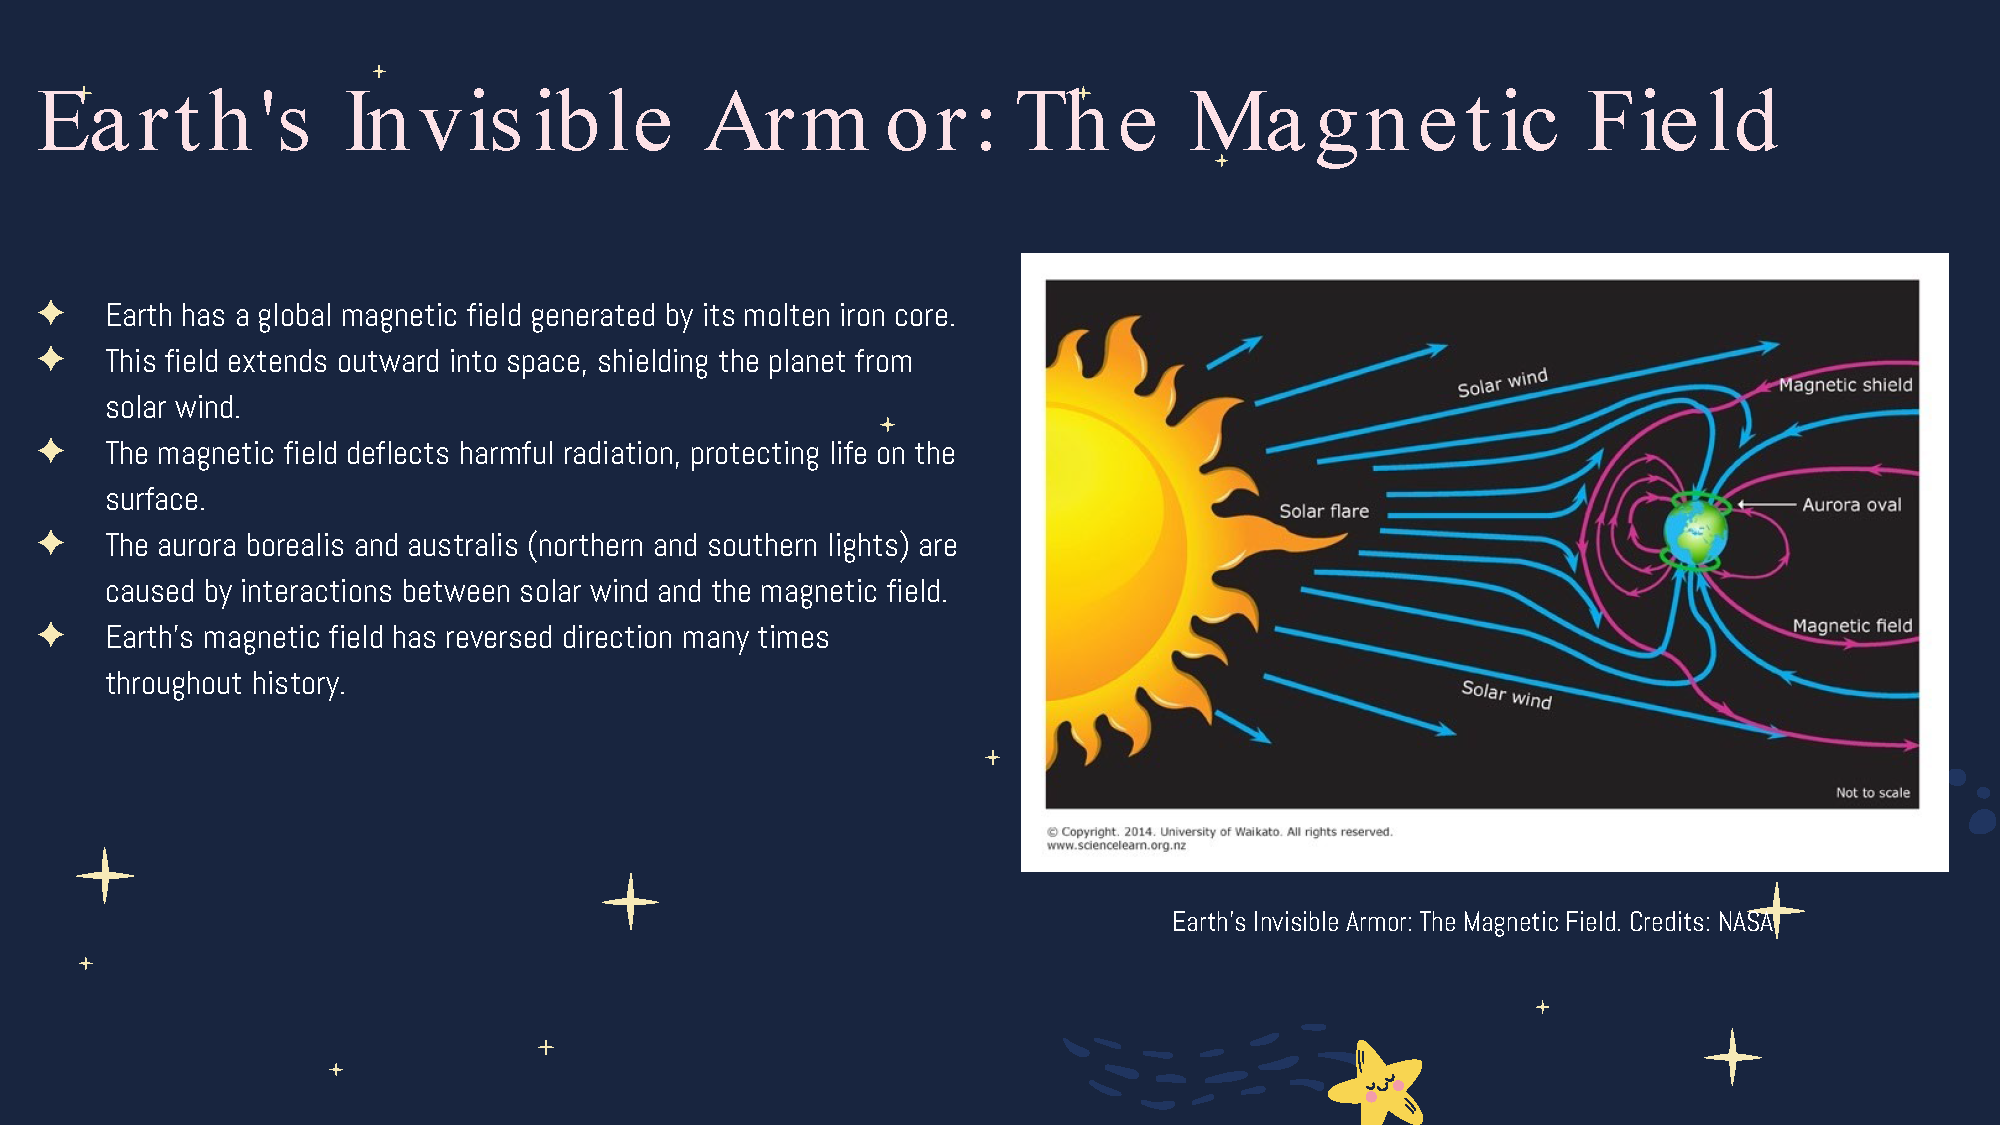 Earth's Invisible Armor: The Magnetic Field
Earth has a global magnetic field generated by its molten iron core.
This field extends outward into space, shielding the planet from
solar wind.
The magnetic field deflects harmful radiation, protecting life on the
surface.
The aurora borealis and australis (northern and southern lights) are
caused by interactions between solar wind and the magnetic field.
Earth’s magnetic field has reversed direction many times
throughout history.
Solar wind
Magnetic shield
Solar flare
Aurora oval
Magnetic field
Solar wind
Not to scale
© Copyright. 2014. University of Waikato. All rights reserved.
www.sciencelearn.org.nz
Earth’s Invisible Armor: The Magnetic Field. Credits: NASA